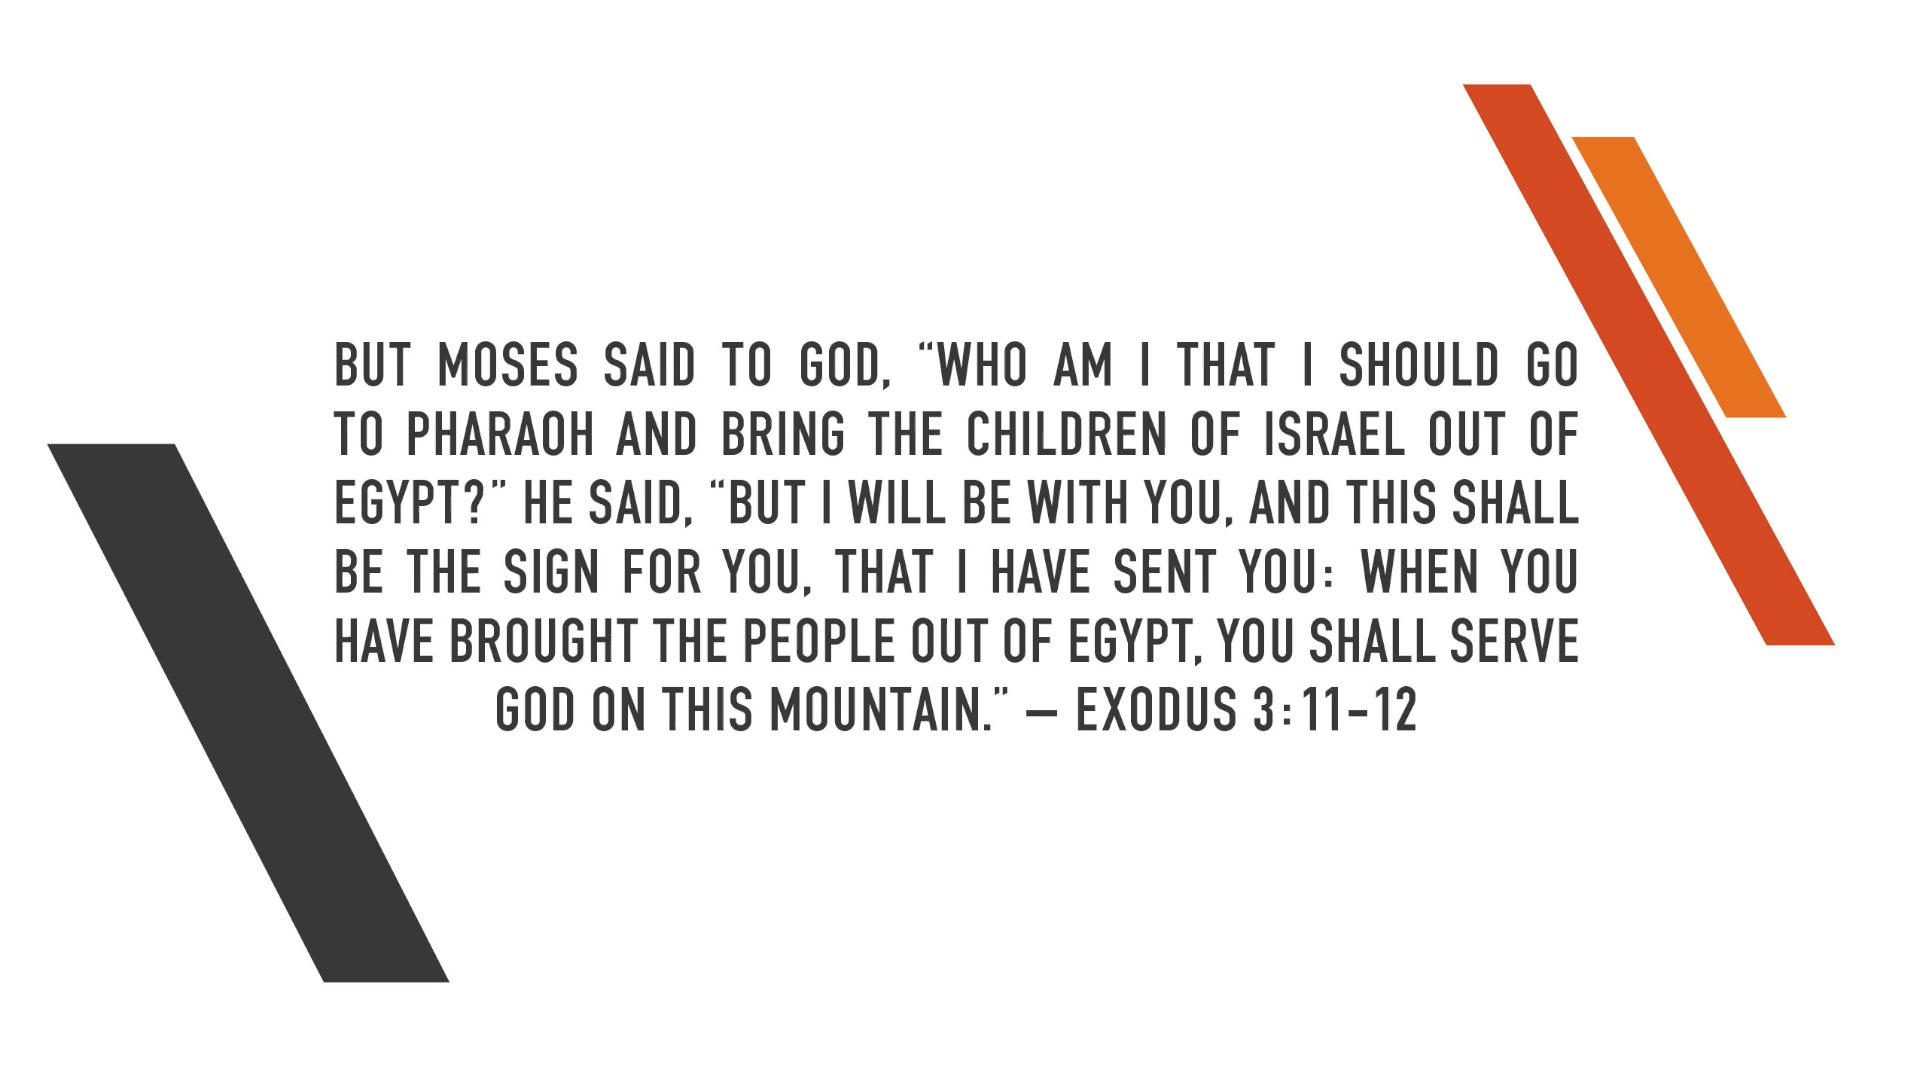 BUT MOSES SAID TO GOD, “WHO AM I THAT I SHOULD GO
TO PHARAOH AND BRING THE CHILDREN OF ISRAEL OUT OF
EGYPT?” HE SAID, “BUT I WILL BE WITH YOU, AND THIS SHALL
BE THE SIGN FOR YOU, THAT I HAVE SENT YOU: WHEN YOU
HAVE BROUGHT THE PEOPLE OUT OF EGYPT, YOU SHALL SERVE
GOD ON THIS MOUNTAIN.” – EXODUS 3:11-12